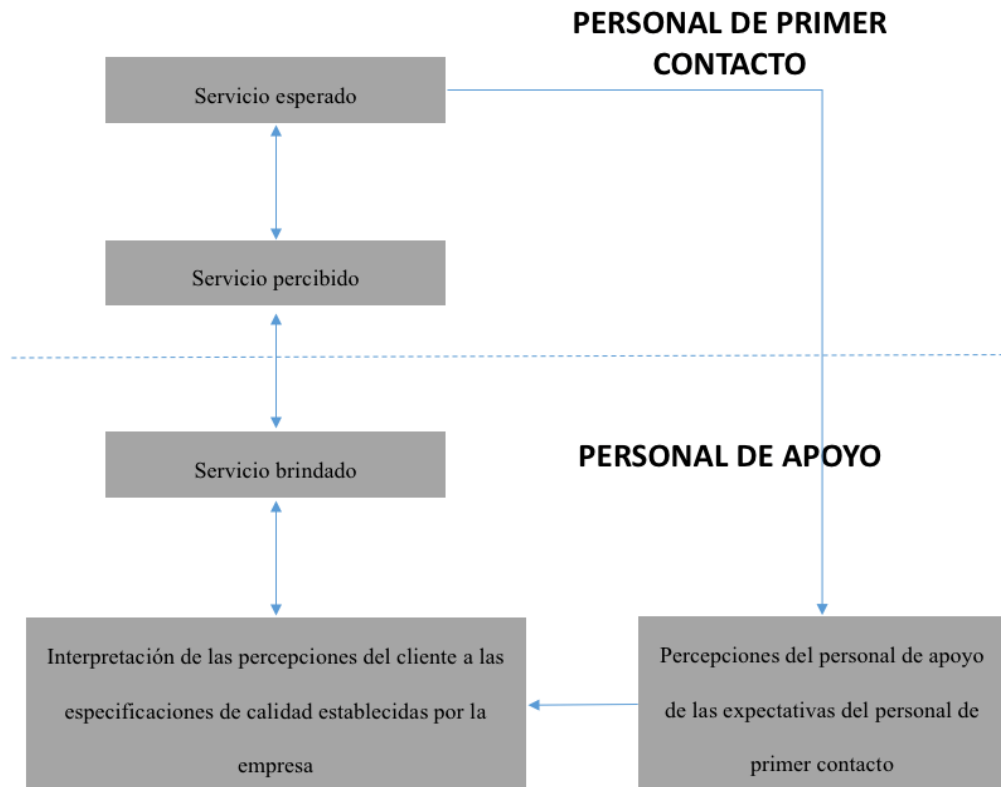 PERSONAL DE PRIMER
CONTACTO
Servicio esperado
Servicio percibido
Servicio brindado
PERSONAL DE APOYO
Interpretación de las percepciones del cliente a las
especificaciones de calidad establecidas por la
empresa
Percepciones del personal de apoyo
de las expectativas del personal de
primer contacto